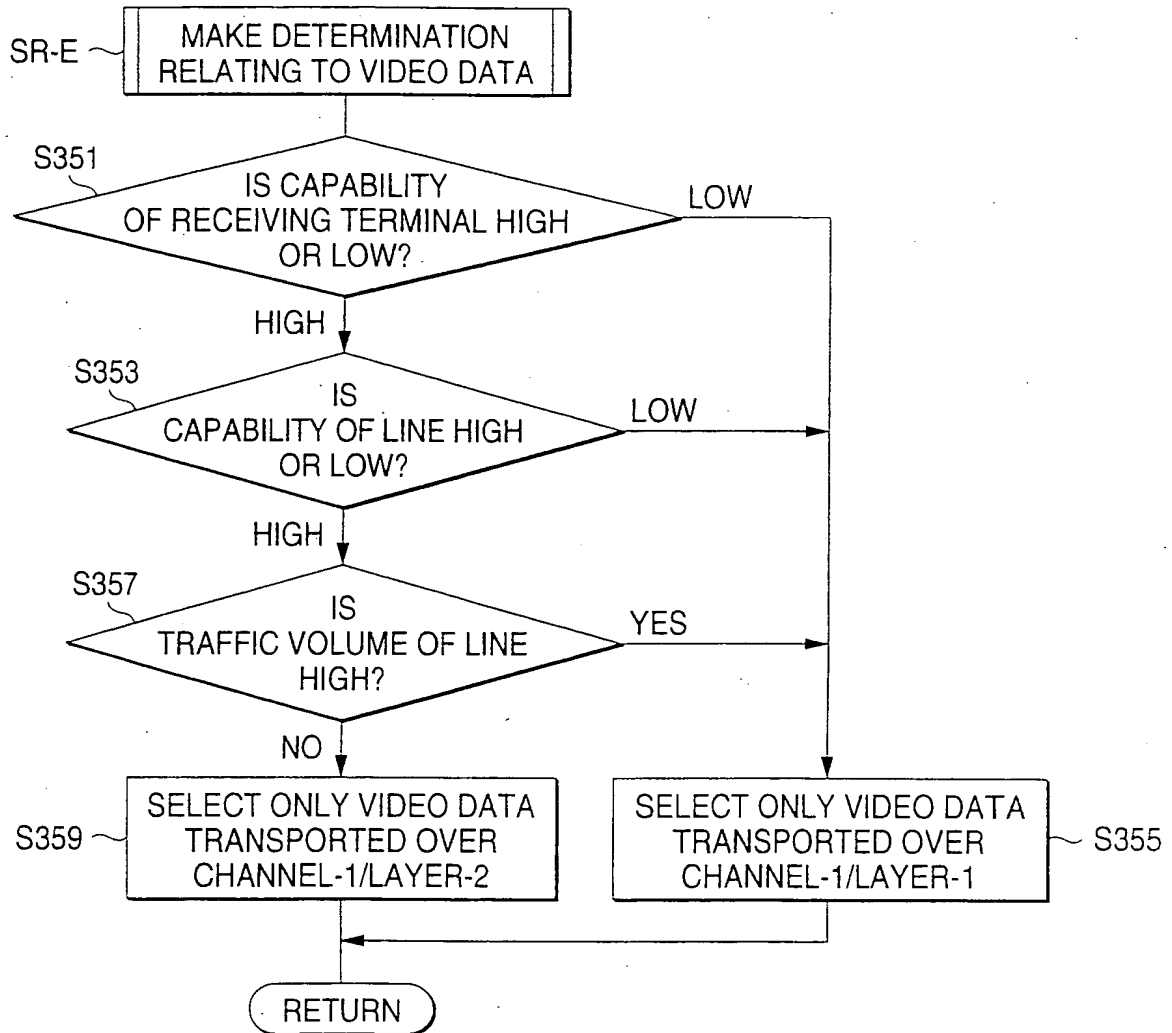 SR-E
MAKE DETERMINATION
RELATING TO VIDEO DATA
S351
IS CAPABILITY
OF RECEIVING TERMINAL HIGH
OR LOW?
LOW
HIGH
S353
IS
CAPABILITY OF LINE HIGH
OR LOW?
LOW
HIGH
S357
IS
TRAFFIC VOLUME OF LINE
HIGH?
YES
NO
S359
SELECT ONLY VIDEO DATA
TRANSPORTED OVER
CHANNEL-1/LAYER-2
SELECT ONLY VIDEO DATA
TRANSPORTED OVER
CHANNEL-1/LAYER-1
S355
RETURN